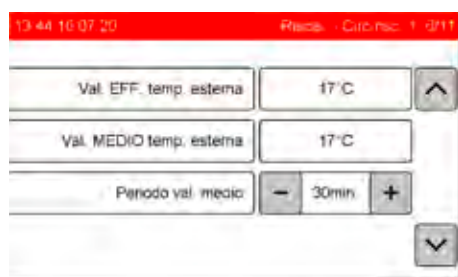 13:44 16.07.20 Risca. - Circ.risc. 1 6/11
Val. EFF. temp. esterna 17°C
Val. MEDIO temp. esterna 17°C
Periodo val. medio - 30min +